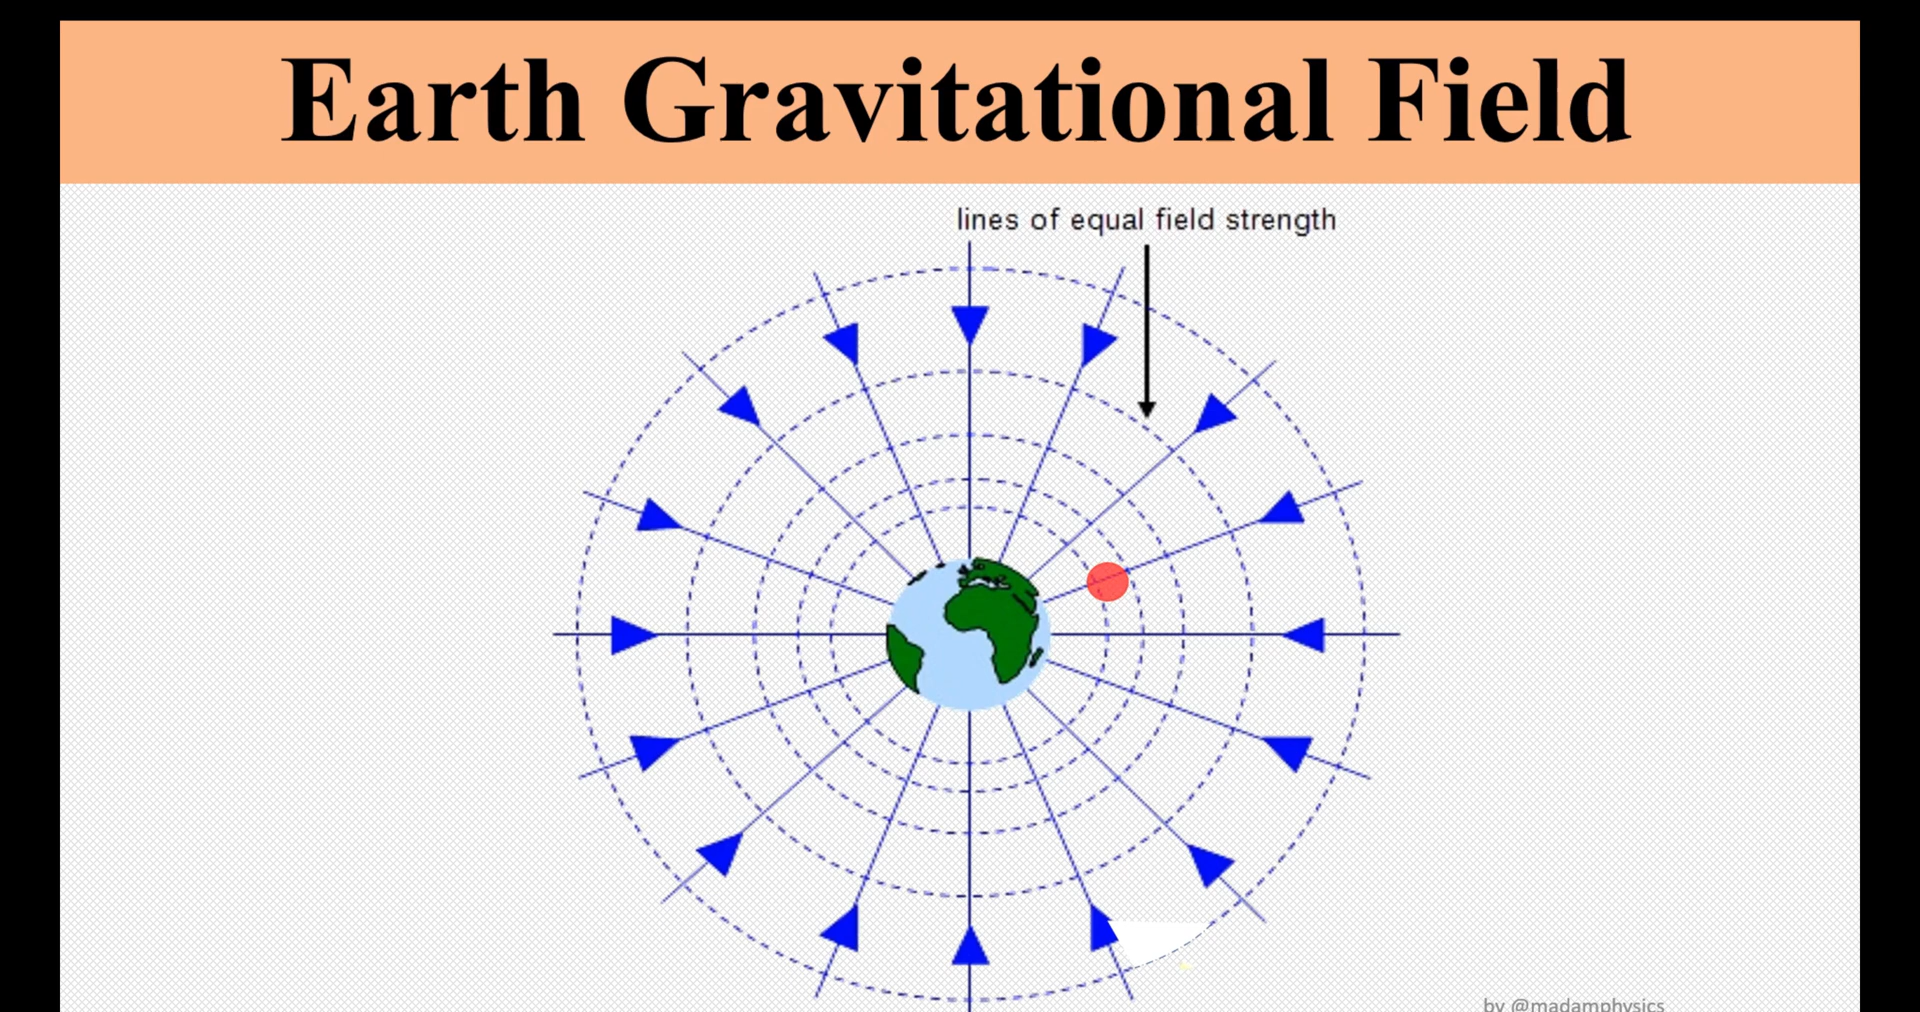 Earth Gravitational Field
lines of equal field strength
by @madamphysics